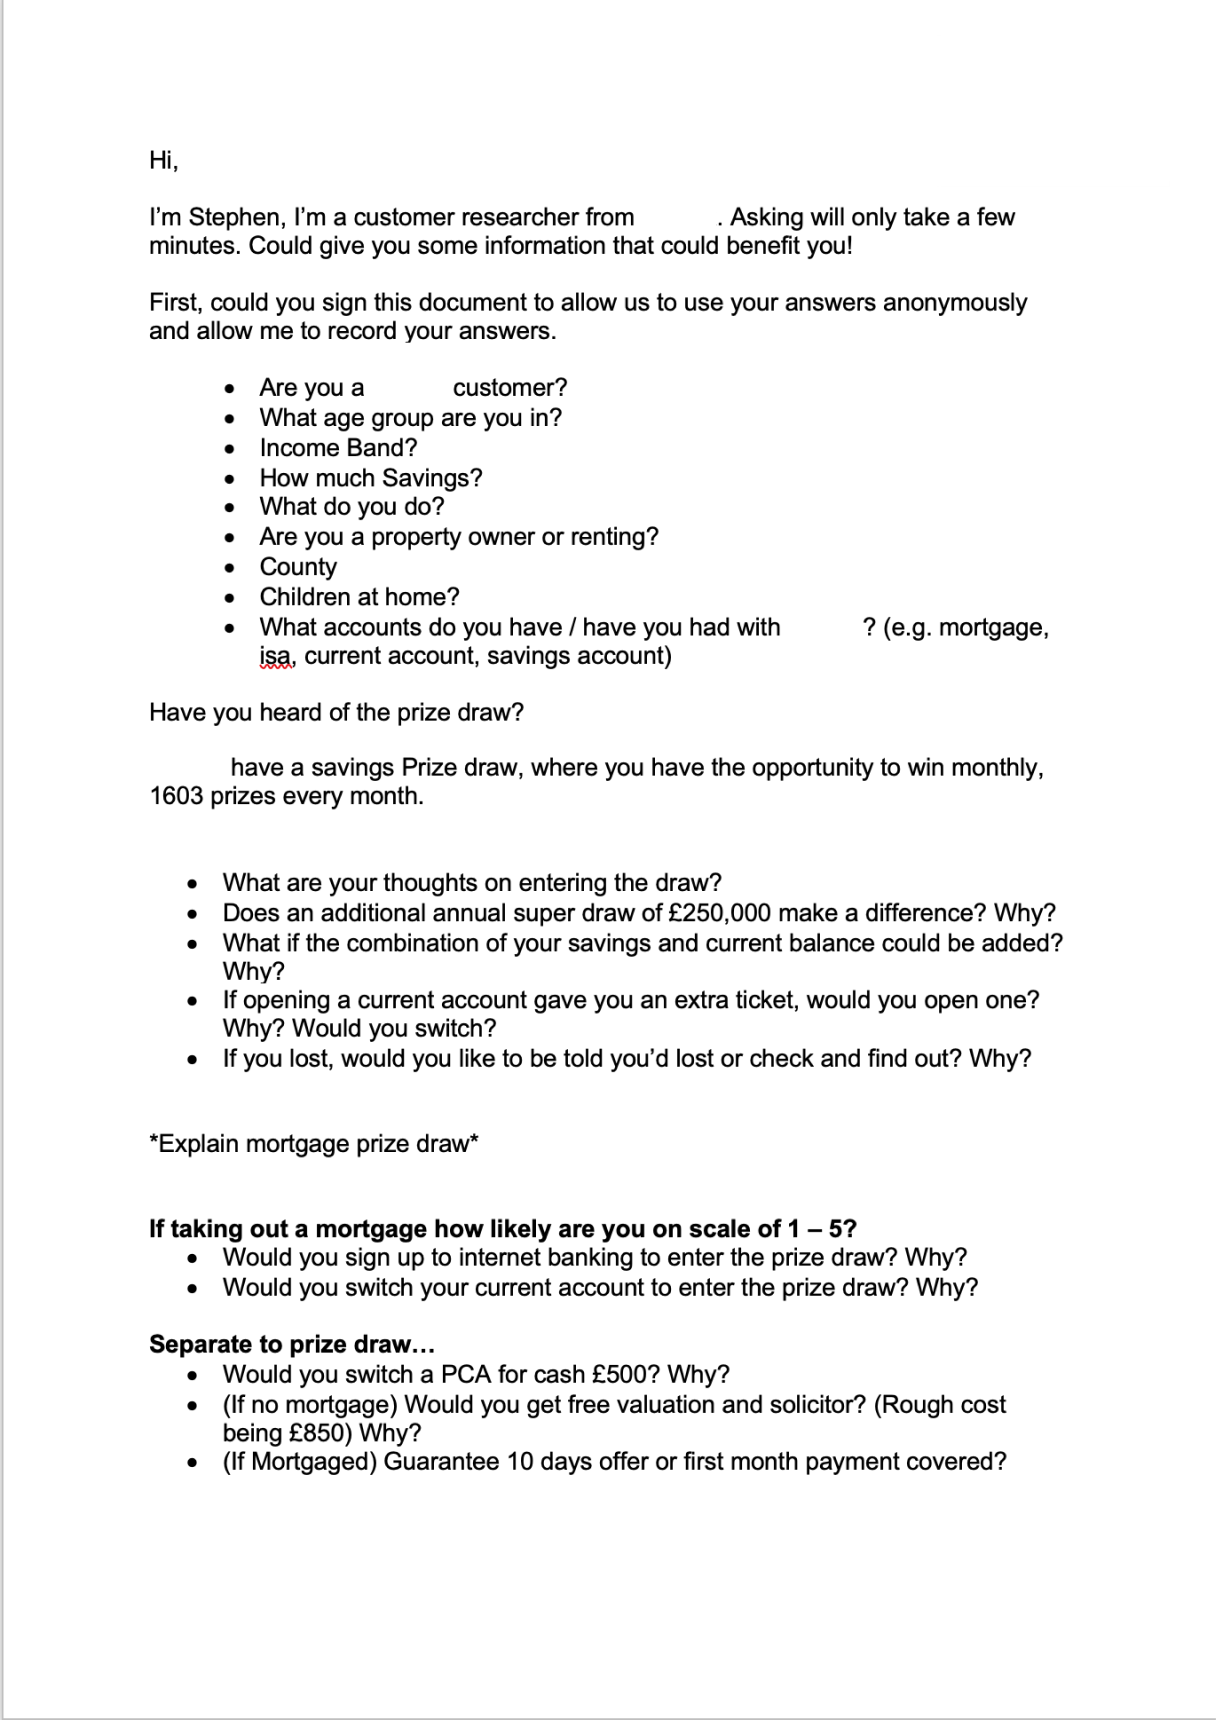 Hi,
I’m Stephen, I’m a customer researcher from . Asking will only take a few
minutes. Could give you some information that could benefit you!
First, could you sign this document to allow us to use your answers anonymously
and allow me to record your answers.
• Are you a customer?
• What age group are you in?
• Income Band?
• How much Savings?
• What do you do?
• Are you a property owner or renting?
• County
• Children at home?
• What accounts do you have / have you had with ? (e.g. mortgage,
isa, current account, savings account)
Have you heard of the prize draw?
have a savings Prize draw, where you have the opportunity to win monthly,
1603 prizes every month.
• What are your thoughts on entering the draw?
• Does an additional annual super draw of £250,000 make a difference? Why?
• What if the combination of your savings and current balance could be added?
Why?
• If opening a current account gave you an extra ticket, would you open one?
Why? Would you switch?
• If you lost, would you like to be told you’d lost or check and find out? Why?
*Explain mortgage prize draw*
If taking out a mortgage how likely are you on scale of 1 – 5?
• Would you sign up to internet banking to enter the prize draw? Why?
• Would you switch your current account to enter the prize draw? Why?
Separate to prize draw…
• Would you switch a PCA for cash £500? Why?
• (If no mortgage) Would you get free valuation and solicitor? (Rough cost
being £850) Why?
• (If Mortgaged) Guarantee 10 days offer or first month payment covered?